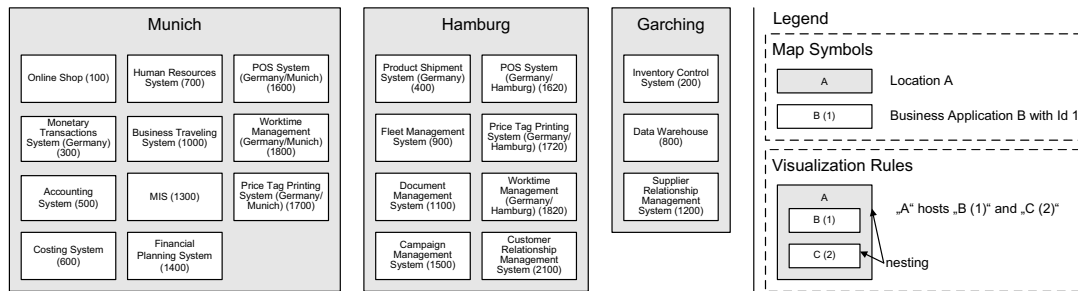 Munich
Online Shop (100)
Human Resources
System (700)
POS System
(Germany/Munich)
(1600)
Monetary
Transactions
System (Germany)
(300)
Business Traveling
System (1000)
Worktime
Management
(Germany/Munich)
(1800)
Accounting
System (500)
MIS (1300)
Price Tag Printing
System (Germany/
Munich) (1700)
Costing System
(600)
Financial
Planning System
(1400)
Hamburg
Product Shipment
System (Germany)
(400)
POS System
(Germany/
Hamburg) (1620)
Fleet Management
System (900)
Price Tag Printing
System (Germany/
Hamburg) (1720)
Document
Management
System (1100)
Worktime
Management
(Germany/
Hamburg) (1820)
Campaign
Management
System (1500)
Customer
Relationship
Management
System (2100)
Garching
Inventory Control
System (200)
Data Warehouse
(800)
Supplier
Relationship
Management
System (1200)
Legend
Map Symbols
A
Location A
B (1)
Business Application B with Id 1
Visualization Rules
A
B (1)
C (2)
„A“ hosts „B (1)“ and „C (2)“
nesting